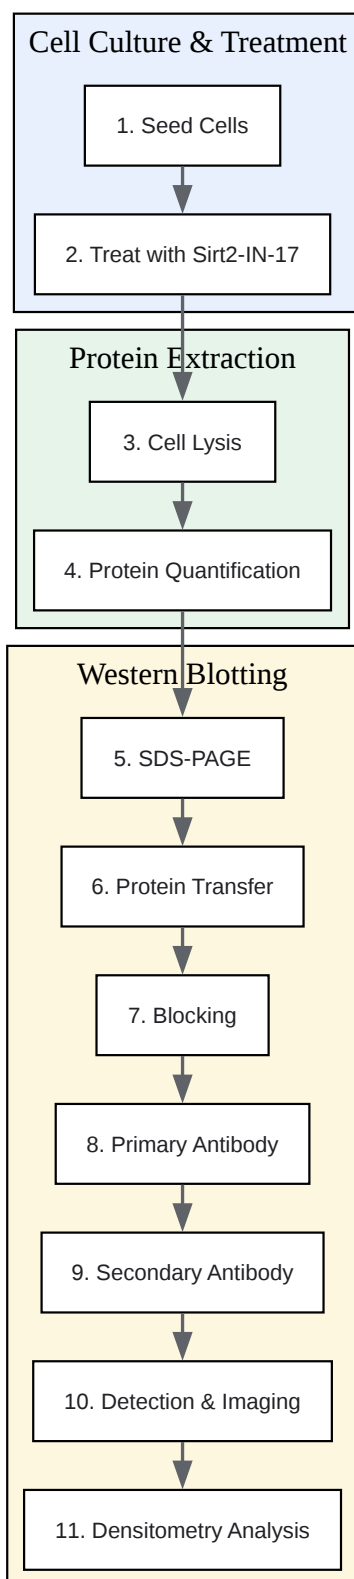 Cell Culture & Treatment
1. Seed Cells
2. Treat with Sirt2-IN-17
Protein Extraction
3. Cell Lysis
4. Protein Quantification
Western Blotting
5. SDS-PAGE
6. Protein Transfer
7. Blocking
8. Primary Antibody
9. Secondary Antibody
10. Detection & Imaging
11. Densitometry Analysis